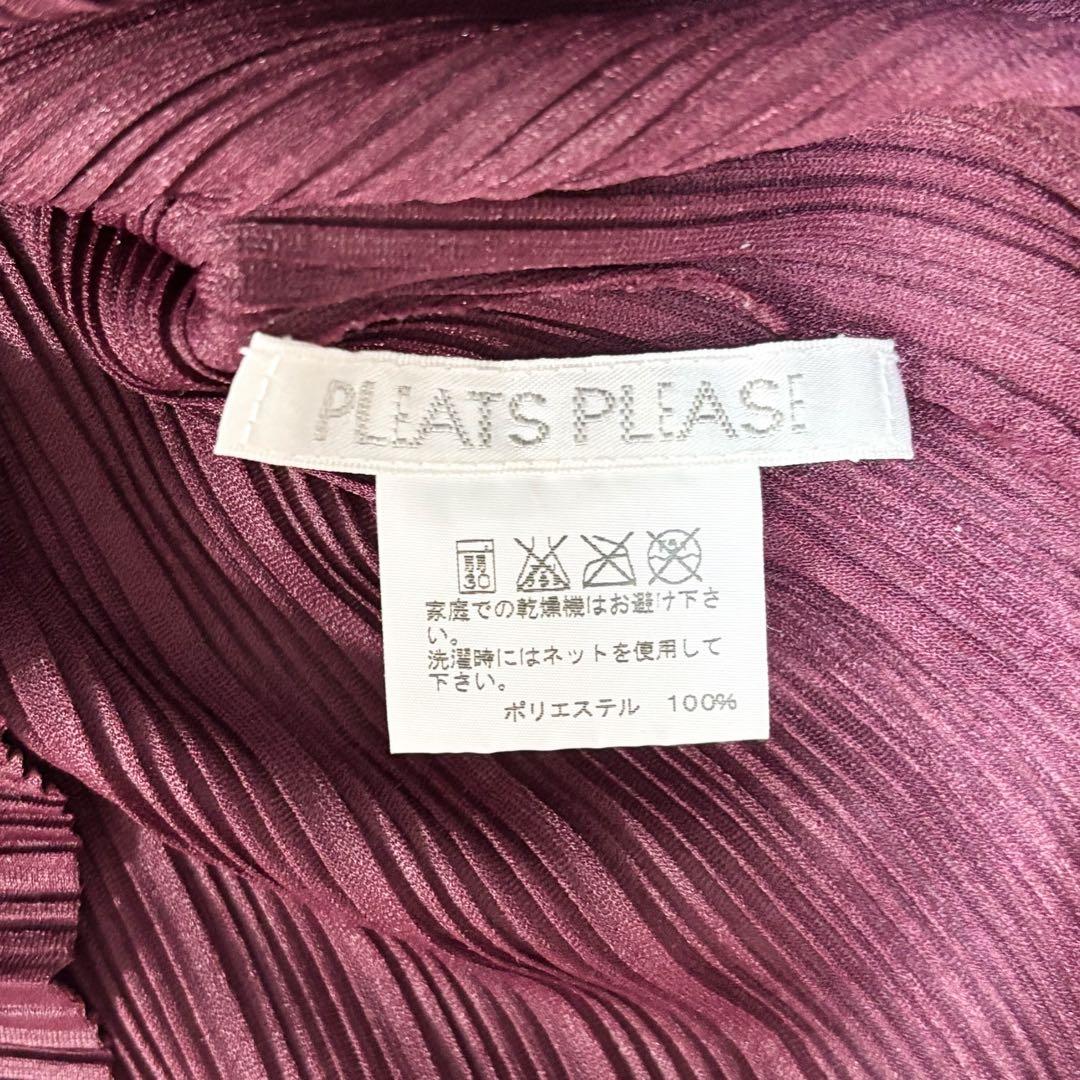 PLEATS PLEASE
弱
30
家庭での乾燥機はお避け下さ
い。
洗濯時にはネットを使用して
下さい。
ポリエステル 100%